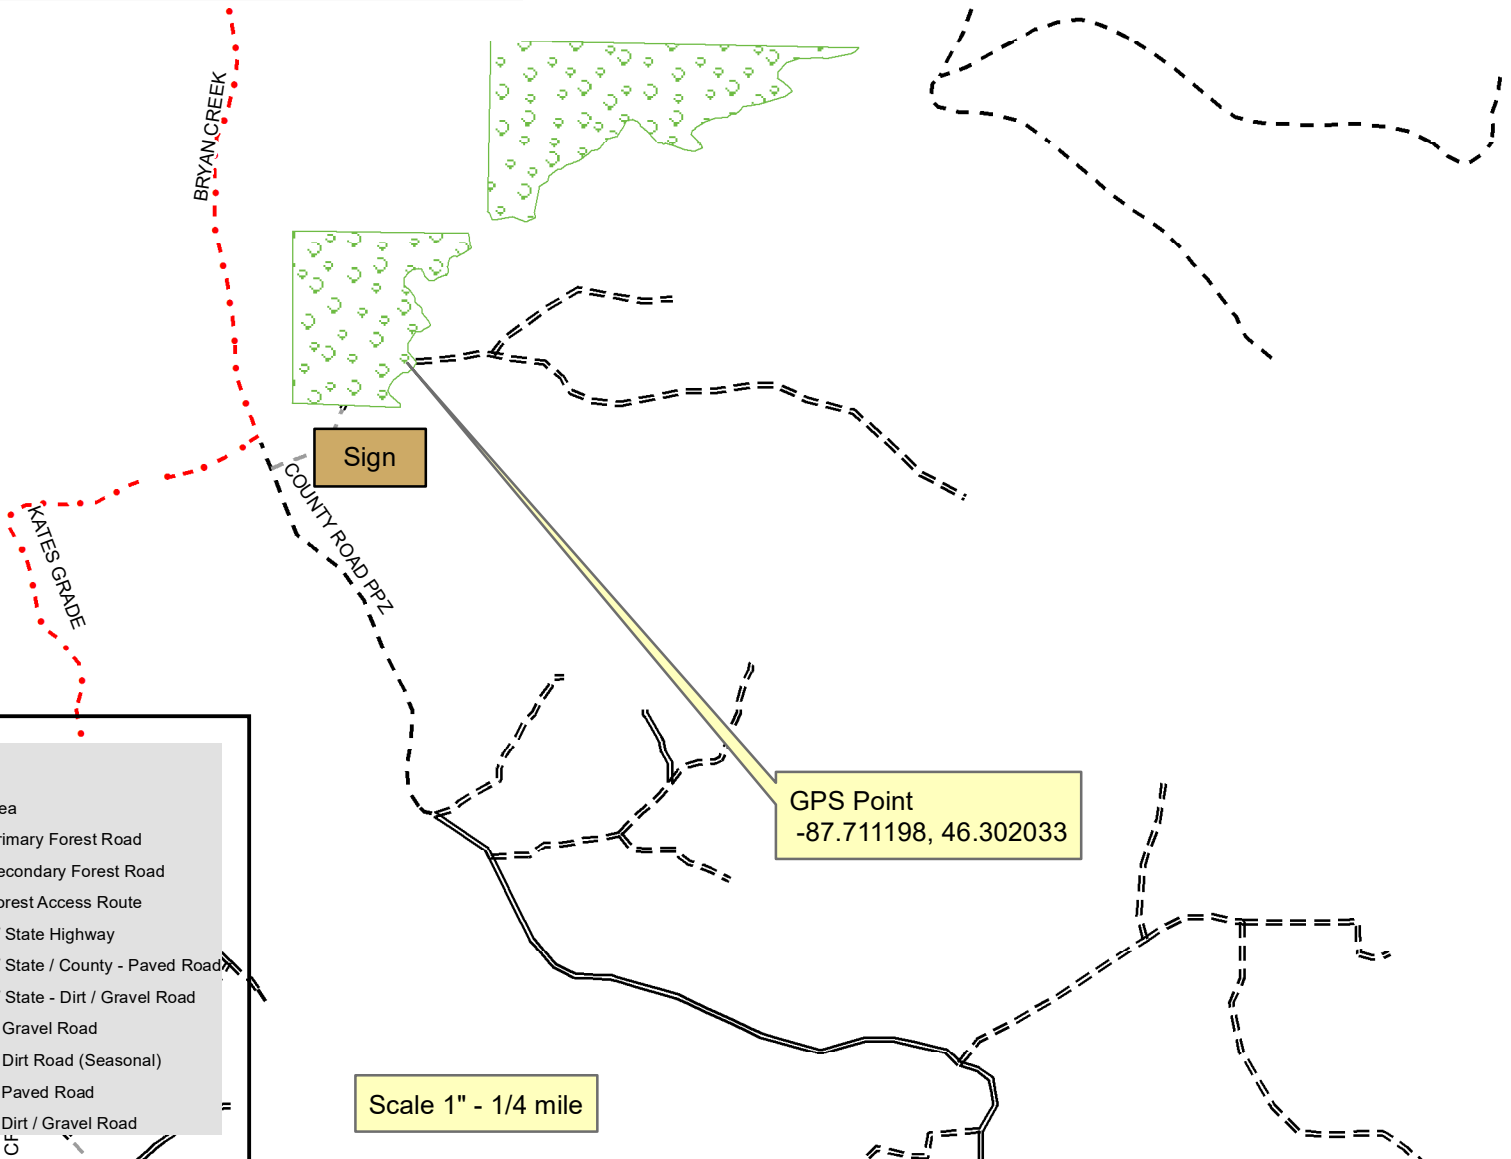 BRYAN CREEK
Sign
COUNTY ROAD PPZ
KATES GRADE
GPS Point
-87.711198, 46.302033
ea
rimary Forest Road
econdary Forest Road
orest Access Route
State Highway
State / County - Paved Road
State - Dirt / Gravel Road
Gravel Road
Dirt Road (Seasonal)
Paved Road
Dirt / Gravel Road
Scale 1" - 1/4 mile